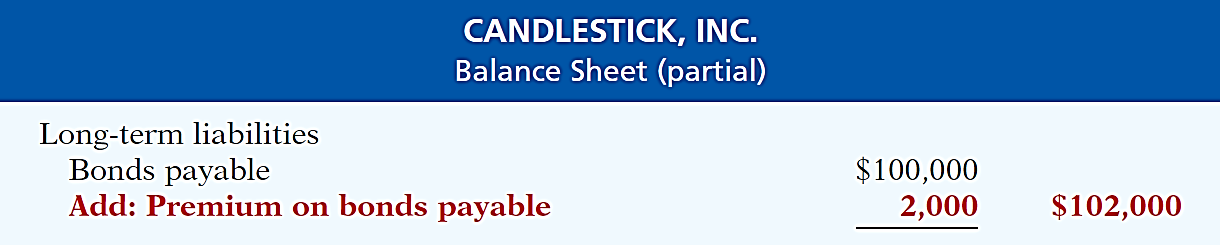 CANDLESTICK, INC.
Balance Sheet (partial)
Long-term liabilities
Bonds payable $100,000
Add: Premium on bonds payable 2,000 $102,000